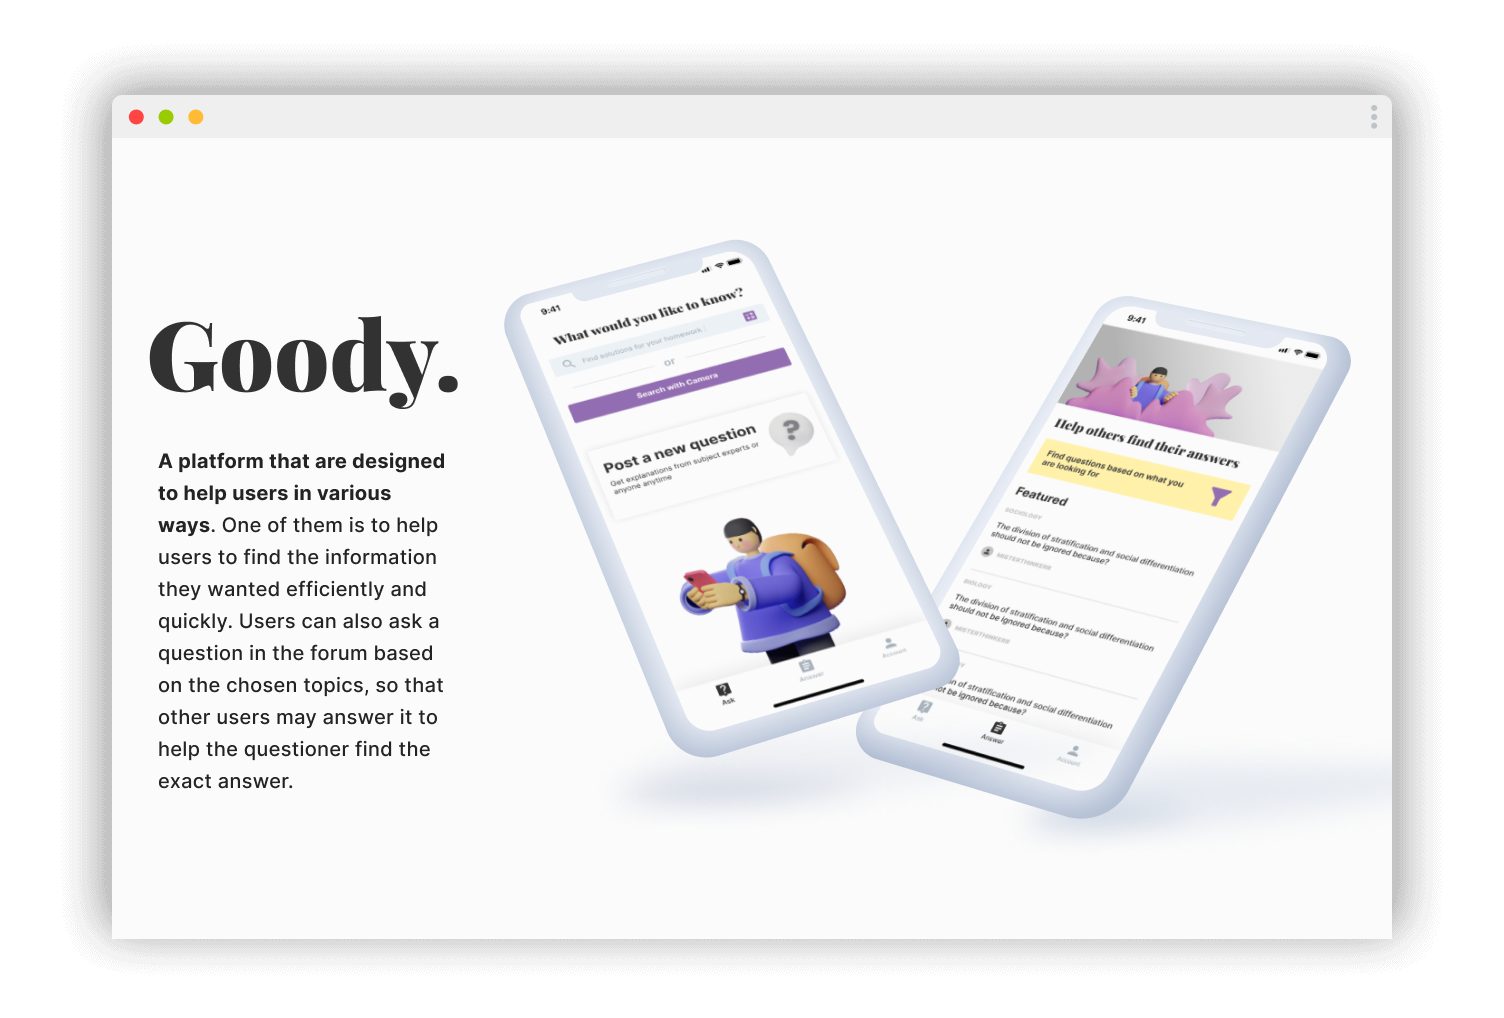 Goody.
A platform that are designed
to help users in various
ways. One of them is to help
users to find the information
they wanted efficiently and
quickly. Users can also ask a
question in the forum based
on the chosen topics, so that
other users may answer it to
help the questioner find the
exact answer.
9:41
What would you like to know?
Find solutions for your homework
or
Search with Camera
Post a new question
Get explanations from subject experts or
anyone anytime
?
Ask
Answer
Account
9:41
Help others find their answers
Find questions based on what you
are looking for
Featured
SOCIOLOGY
The division of stratification and social differentiation
should not be ignored because?
MISTERTHINKERR
BIOLOGY
The division of stratification and social differentiation
should not be ignored because?
MISTERTHINKERR
of stratification and social differentiation
not be ignored because?
Ask
Answer
Account